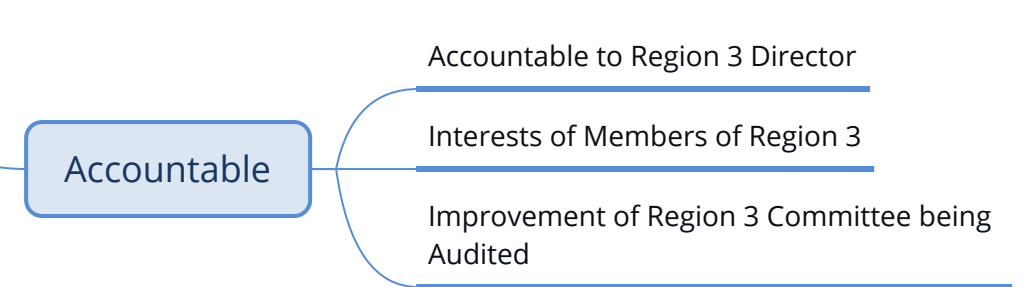 Accountable
Accountable to Region 3 Director
Interests of Members of Region 3
Improvement of Region 3 Committee being
Audited